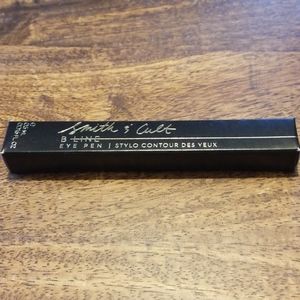 Smith & Cult
B-LINE
EYE PEN | STYLO CONTOUR DES YEUX